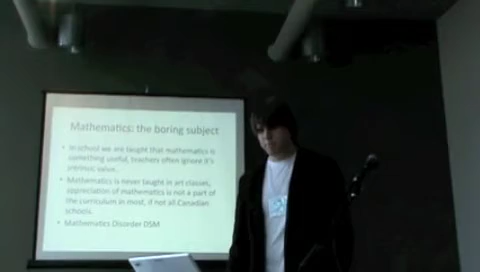 Mathematics: the boring subject
• In school we are taught that mathematics is
something useful, teachers often ignore it's
intrinsic value.
• Mathematics is never taught in art classes,
appreciation of mathematics is not a part of
the curriculum in most, if not all Canadian
schools.
• Mathematics Disorder DSM